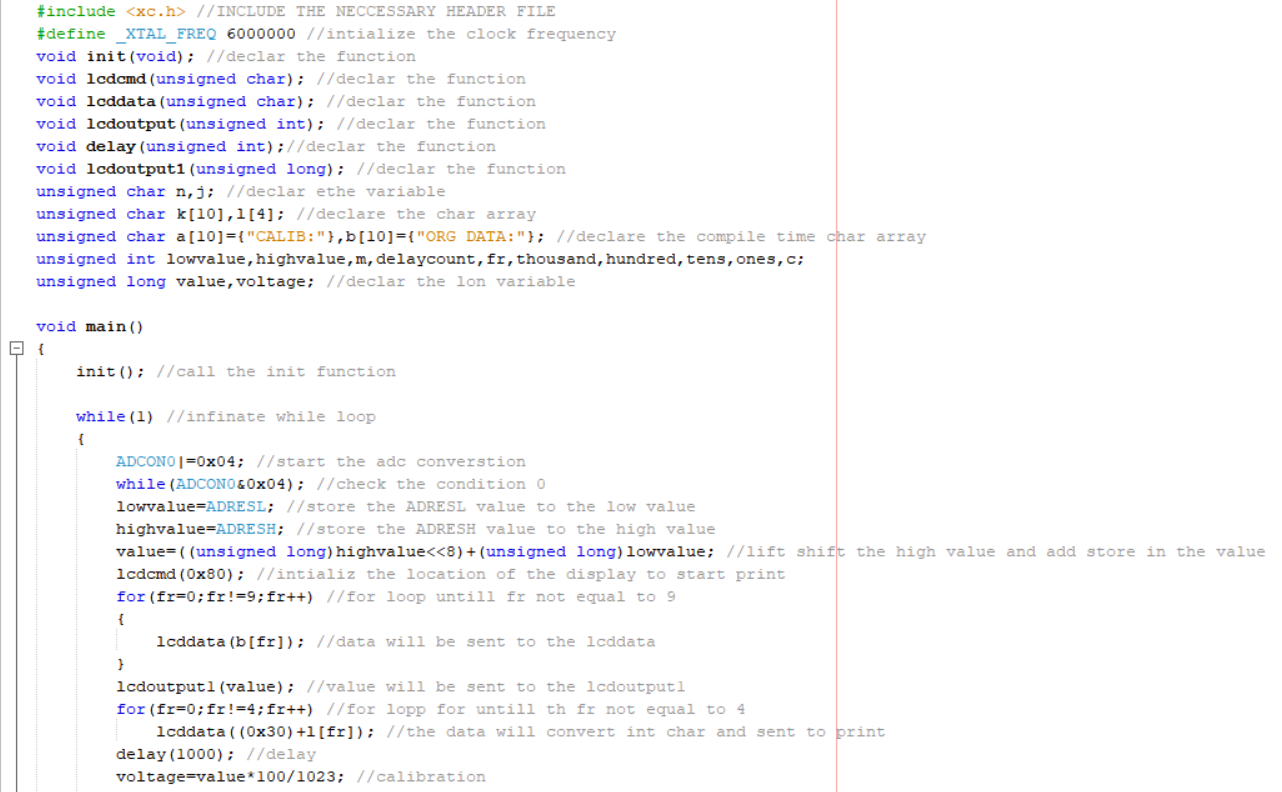 #include <xc.h> //INCLUDE THE NECCESSARY HEADER FILE
#define _XTAL_FREQ 6000000 //intialize the clock frequency
void init(void); //declar the function
void lcdcmd(unsigned char); //declar the function
void lcddata(unsigned char); //declar the function
void lcdoutput(unsigned int); //declar the function
void delay(unsigned int);//declar the function
void lcdoutput1(unsigned long); //declar the function
unsigned char n,j; //declar ethe variable
unsigned char k[10],l[4]; //declare the char array
unsigned char a[10]={"CALIB:"},b[10]={"ORG DATA:"}; //declare the compile time char array
unsigned int lowvalue,highvalue,m,delaycount,fr,thousand,hundred,tens,ones,c;
unsigned long value,voltage; //declar the lon variable
void main()
{
init(); //call the init function
while(1) //infinate while loop
{
ADCON0|=0x04; //start the adc converstion
while(ADCON0&0x04); //check the condition 0
lowvalue=ADRESL; //store the ADRESL value to the low value
highvalue=ADRESH; //store the ADRESH value to the high value
value=((unsigned long)highvalue<<8)+(unsigned long)lowvalue; //lift shift the high value and add store in the value
lcdcmd(0x80); //intializ the location of the display to start print
for(fr=0;fr!=9;fr++) //for loop untill fr not equal to 9
{
lcddata(b[fr]); //data will be sent to the lcddata
}
lcdoutput1(value); //value will be sent to the lcdoutput1
for(fr=0;fr!=4;fr++) //for lopp for untill th fr not equal to 4
lcddata((0x30)+l[fr]); //the data will convert int char and sent to print
delay(1000); //delay
voltage=value*100/1023; //calibration